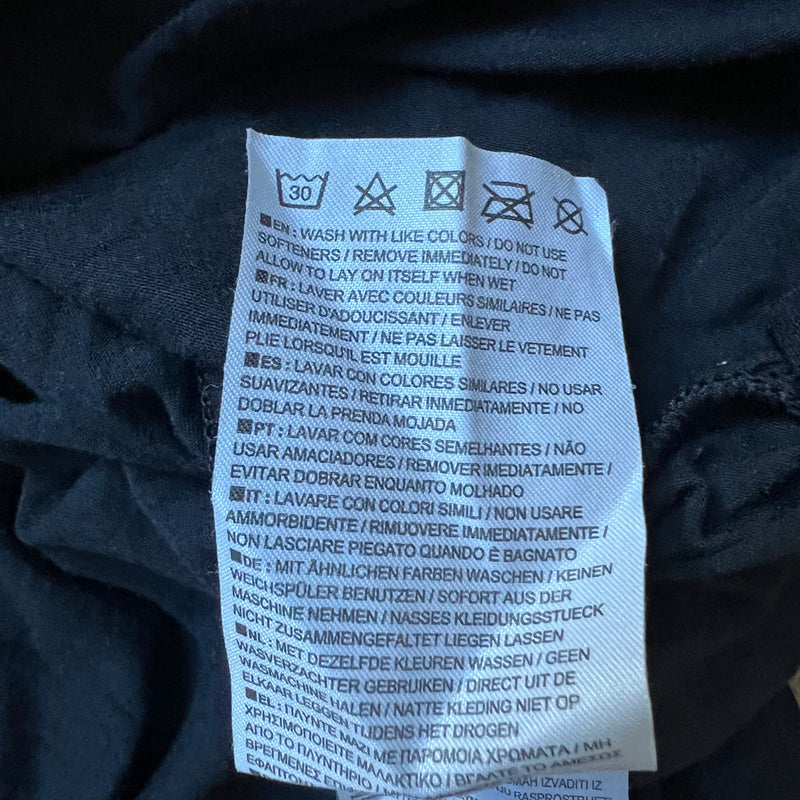 30
EN : WASH WITH LIKE COLORS / DO NOT USE
SOFTENERS / REMOVE IMMEDIATELY / DO NOT
ALLOW TO LAY ON ITSELF WHEN WET
FR : LAVER AVEC COULEURS SIMILAIRES / NE PAS
UTILISER D'ADOUCISSANT / ENLEVER
IMMEDIATEMENT / NE PAS LAISSER LE VETEMENT
PLIE LORSQU'IL EST MOUILLE
ES : LAVAR CON COLORES SIMILARES / NO USAR
SUAVIZANTES / RETIRAR INMEDIATAMENTE / NO
DOBLAR LA PRENDA MOJADA
PT : LAVAR COM CORES SEMELHANTES / NÃO
USAR AMACIADORES / REMOVER IMEDIATAMENTE /
EVITAR DOBRAR ENQUANTO MOLHADO
IT : LAVARE CON COLORI SIMILI / NON USARE
AMMORBIDENTE / RIMUOVERE IMMEDIATAMENTE /
NON LASCIARE PIEGATO QUANDO È BAGNATO
DE : MIT ÄHNLICHEN FARBEN WASCHEN / KEINEN
WEICHSPÜLER BENUTZEN / SOFORT AUS DER
MASCHINE NEHMEN / NASSES KLEIDUNGSSTUECK
NICHT ZUSAMMENGEFALTET LIEGEN LASSEN
NL : MET DEZELFDE KLEUREN WASSEN / GEEN
WASVERZACHTER GEBRUIKEN / DIRECT UIT DE
WASMACHINE HALEN / NATTE KLEDING NIET OP
ELKAAR LEGGEN TIJDENS HET DROGEN
EL : ΠΛΥΝΤΕ ΜΑΖΙ ΜΕ ΠΑΡΟΜΟΙΑ ΧΡΩΜΑΤΑ / ΜΗ
ΧΡΗΣΙΜΟΠΟΙΕΙΤΕ ΜΑΛΑΚΤΙΚΟ / ΒΓΑΛΤΕ ΤΟ ΑΜΕΣΩΣ
ΑΠΟ ΤΟ ΠΛΥΝΤΗΡΙΟ /
ΒΡΕΓΜΕΝΕΣ
IZVADITI IZ